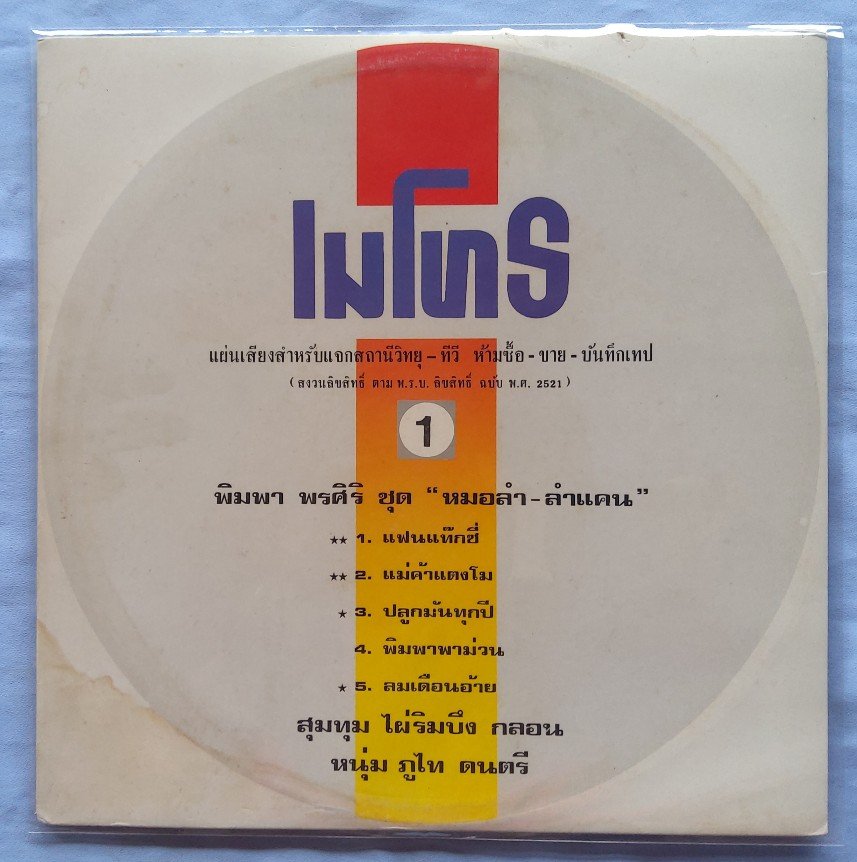 เมโทร
แผ่นเสียงสำหรับแจกสถานีวิทยุ – ทีวี ห้ามซื้อ - ขาย - บันทึกเทป
( สงวนลิขสิทธิ์ ตาม พ.ร.บ. ลิขสิทธิ์ ฉบับ พ.ศ. 2521 )
1
พิมพา พรศิริ ชุด “หมอลำ-ลำแคน”
★★ 1. แฟนแท๊กซี่
★★ 2. แม่ค้าแตงโม
★ 3. ปลูกมันทุกปี
4. พิมพาพาม่วน
★ 5. ลมเดือนอ้าย
สุมทุม ไผ่ริมบึง กลอน
หนุ่ม ภูไท ดนตรี